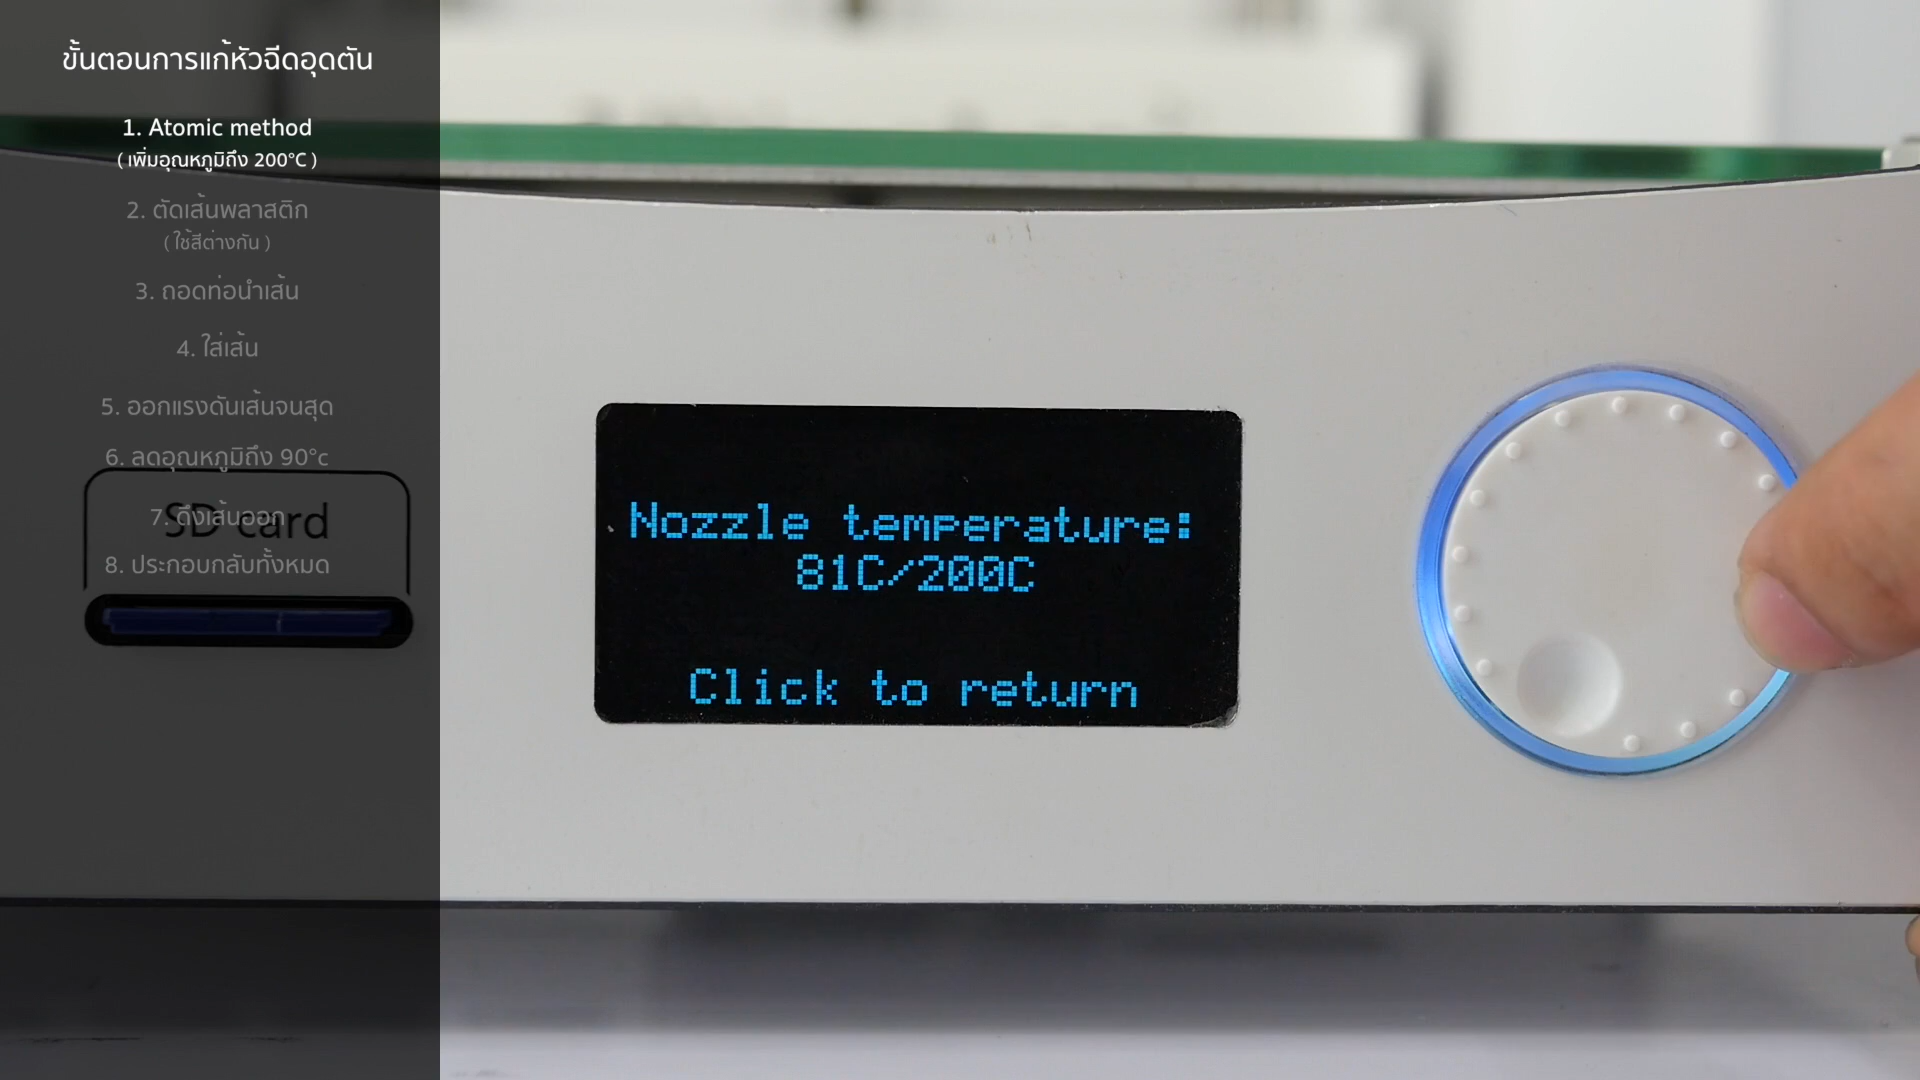 ขั้นตอนการแก้หัวฉีดอุดตัน
1. Atomic method
( เพิ่มอุณหภูมิถึง 200°C )
2. ตัดเส้นพลาสติก
( ใช้สีต่างกัน )
3. ถอดท่อนำเส้น
4. ใส่เส้น
5. ออกแรงดันเส้นจนสุด
6. ลดอุณหภูมิถึง 90°c
7. ดึงเส้นออก
8. ประกอบกลับทั้งหมด
SD card
Nozzle temperature:
81C/200C
Click to return